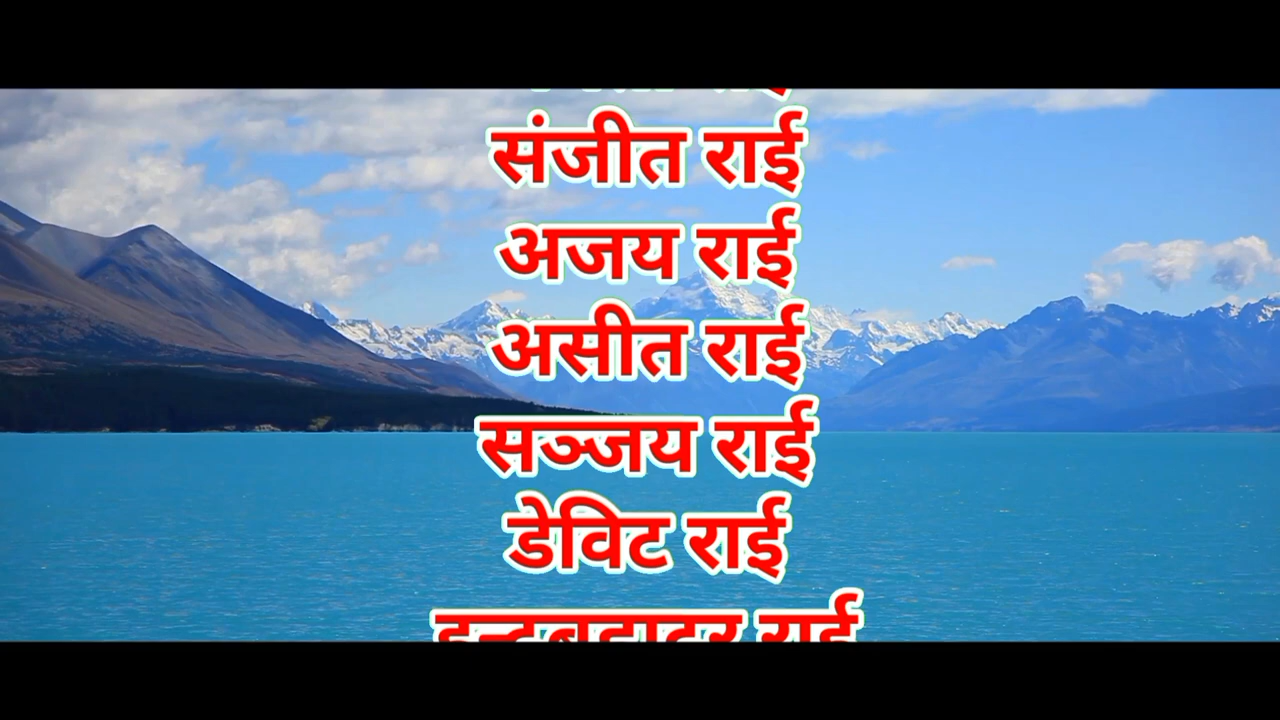 संजीत राई
अजय राई
असीत राई
सञ्जय राई
डेविट राई
राई